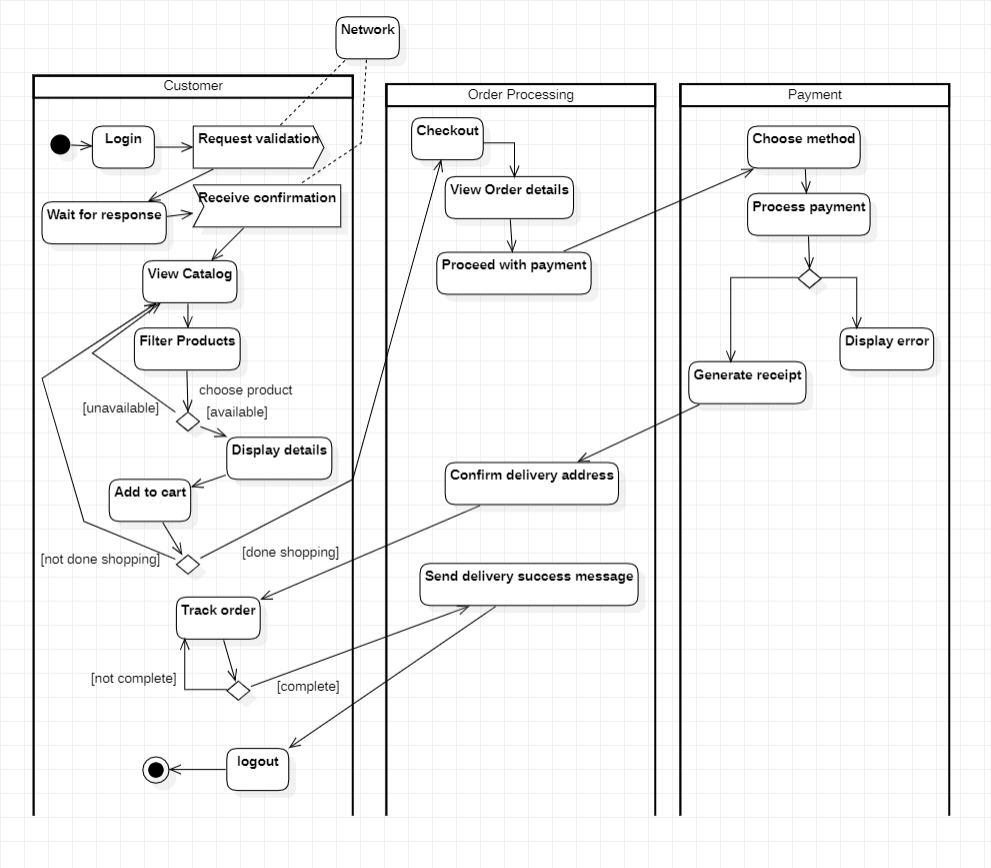 Network
Customer
Order Processing
Payment
Login
Request validation
Wait for response
Receive confirmation
View Catalog
Filter Products
choose product
[unavailable]
[available]
Display details
Add to cart
[not done shopping]
[done shopping]
Track order
[not complete]
[complete]
logout
Checkout
View Order details
Proceed with payment
Confirm delivery address
Send delivery success message
Choose method
Process payment
Display error
Generate receipt